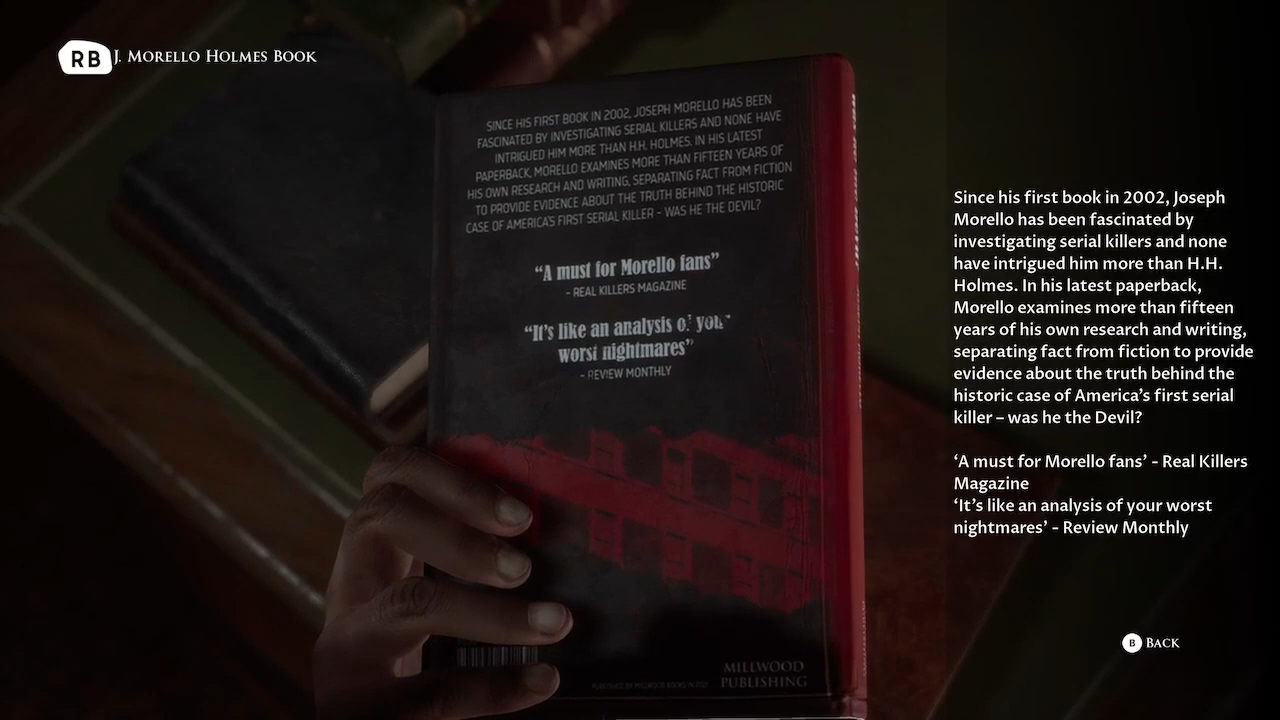 RB J. Morello Holmes Book
SINCE HIS FIRST BOOK IN 2002, JOSEPH MORELLO HAS BEEN
FASCINATED BY INVESTIGATING SERIAL KILLERS AND NONE HAVE
INTRIGUED HIM MORE THAN H.H. HOLMES. IN HIS LATEST
PAPERBACK, MORELLO EXAMINES MORE THAN FIFTEEN YEARS OF
HIS OWN RESEARCH AND WRITING, SEPARATING FACT FROM FICTION
TO PROVIDE EVIDENCE ABOUT THE TRUTH BEHIND THE HISTORIC
CASE OF AMERICA'S FIRST SERIAL KILLER – WAS HE THE DEVIL?
“A must for Morello fans”
- REAL KILLERS MAGAZINE
“It's like an analysis of your
worst nightmares”
- REVIEW MONTHLY
MILLWOOD
PUBLISHING
Since his first book in 2002, Joseph
Morello has been fascinated by
investigating serial killers and none
have intrigued him more than H.H.
Holmes. In his latest paperback,
Morello examines more than fifteen
years of his own research and writing,
separating fact from fiction to provide
evidence about the truth behind the
historic case of America’s first serial
killer – was he the Devil?
‘A must for Morello fans’ - Real Killers
Magazine
‘It’s like an analysis of your worst
nightmares’ - Review Monthly
B BACK